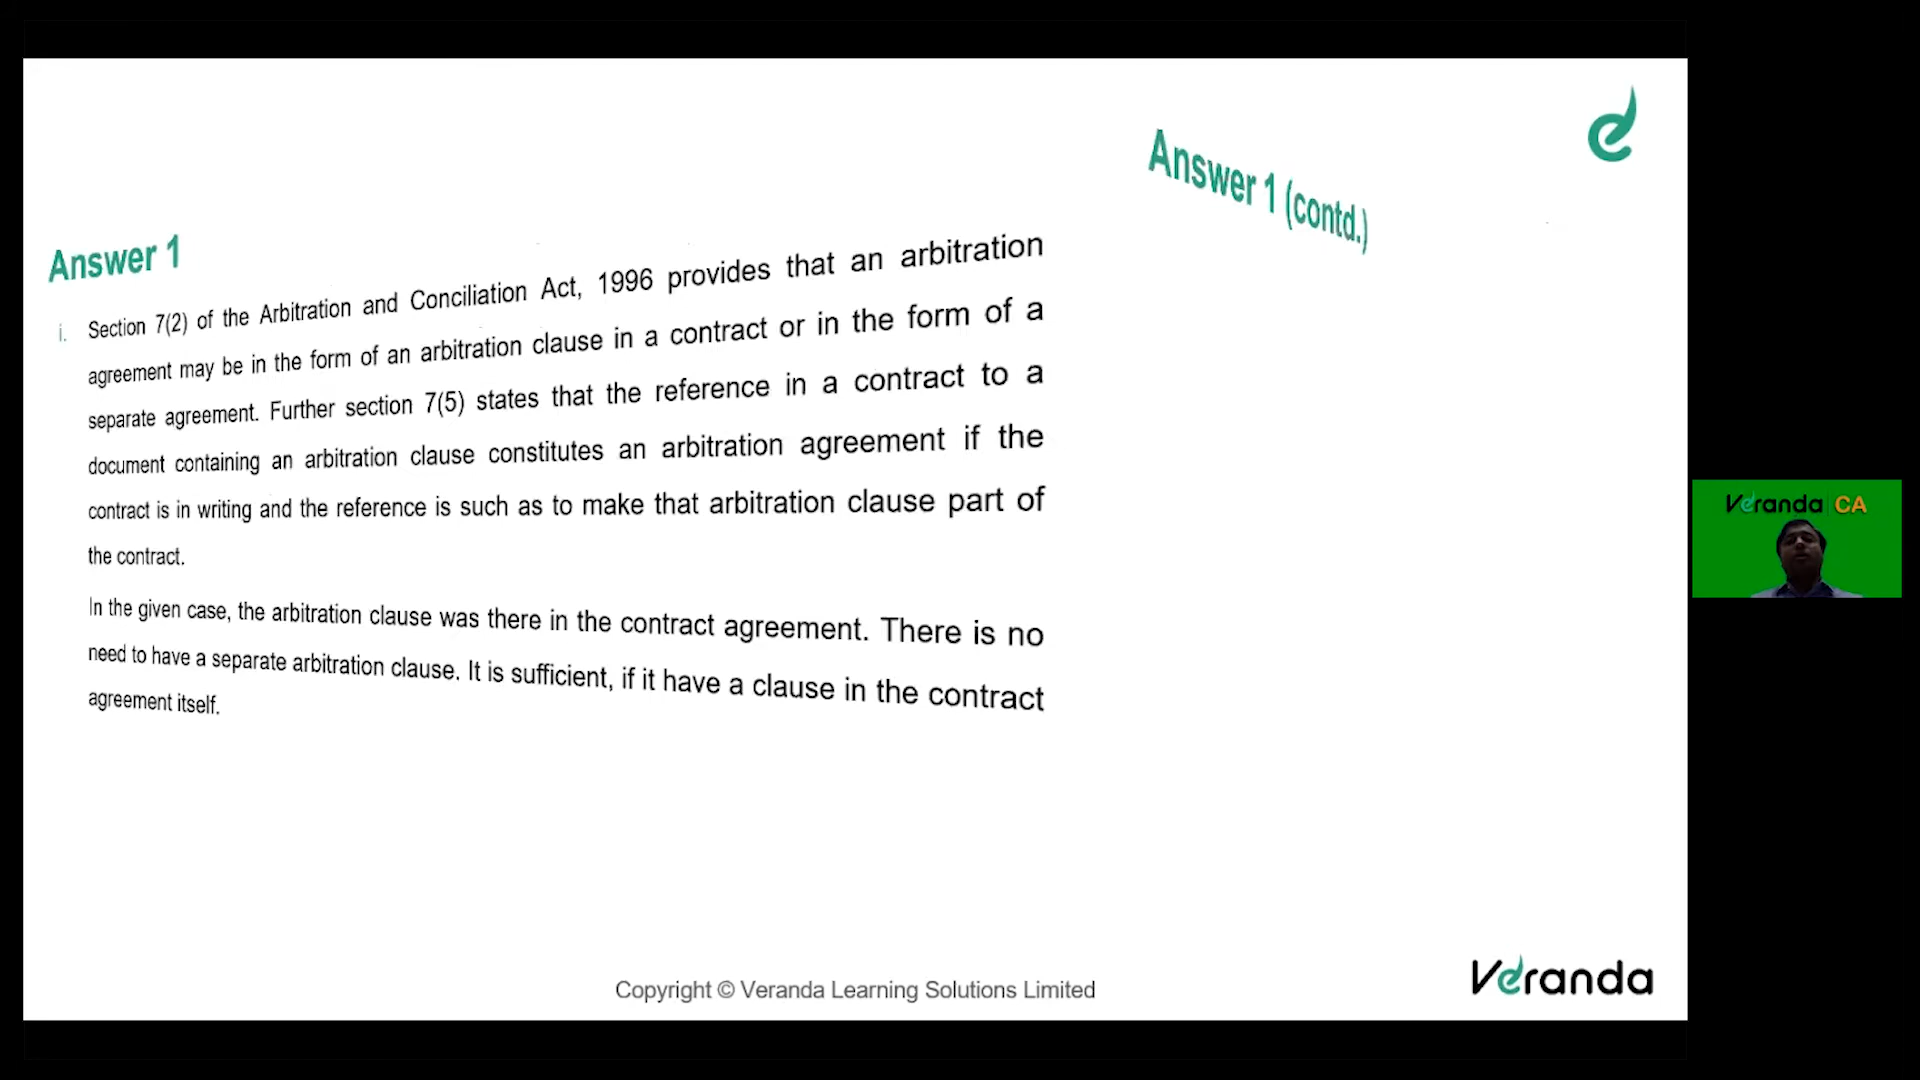 Answer 1
i. Section 7(2) of the Arbitration and Conciliation Act, 1996 provides that an arbitration
agreement may be in the form of an arbitration clause in a contract or in the form of a
separate agreement. Further section 7(5) states that the reference in a contract to a
document containing an arbitration clause constitutes an arbitration agreement if the
contract is in writing and the reference is such as to make that arbitration clause part of
the contract.
In the given case, the arbitration clause was there in the contract agreement. There is no
need to have a separate arbitration clause. It is sufficient, if it have a clause in the contract
agreement itself.
Answer 1 (contd.)
Veranda CA
Copyright © Veranda Learning Solutions Limited
Veranda